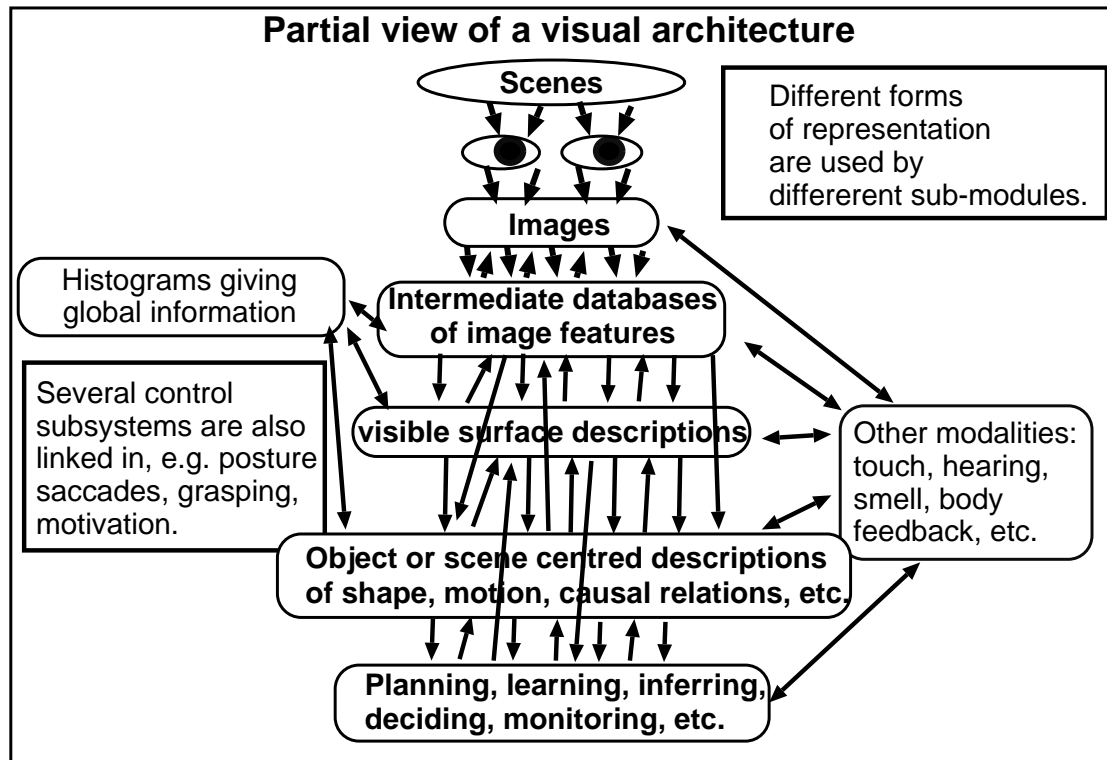 Partial view of a visual architecture
Scenes
Different forms
of representation
are used by
differerent sub-modules.
Images
Histograms giving
global information
Intermediate databases
of image features
Several control
subsystems are also
linked in, e.g. posture
saccades, grasping,
motivation.
visible surface descriptions
Other modalities:
touch, hearing,
smell, body
feedback, etc.
Object or scene centred descriptions
of shape, motion, causal relations, etc.
Planning, learning, inferring,
deciding, monitoring, etc.